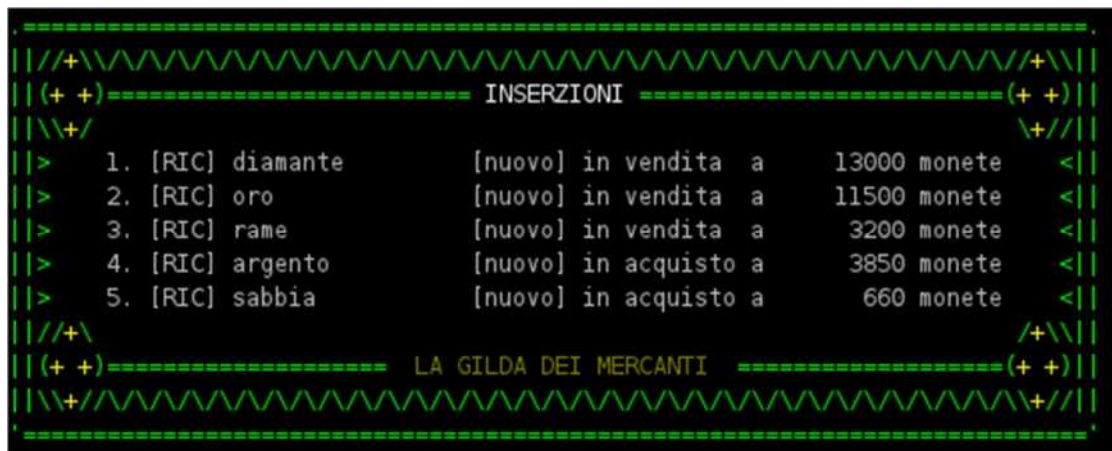 INSERZIONI
1. [RIC] diamante [nuovo] in vendita a 13000 monete
2. [RIC] oro [nuovo] in vendita a 11500 monete
3. [RIC] rame [nuovo] in vendita a 3200 monete
4. [RIC] argento [nuovo] in acquisto a 3850 monete
5. [RIC] sabbia [nuovo] in acquisto a 660 monete
LA GILDA DEI MERCANTI